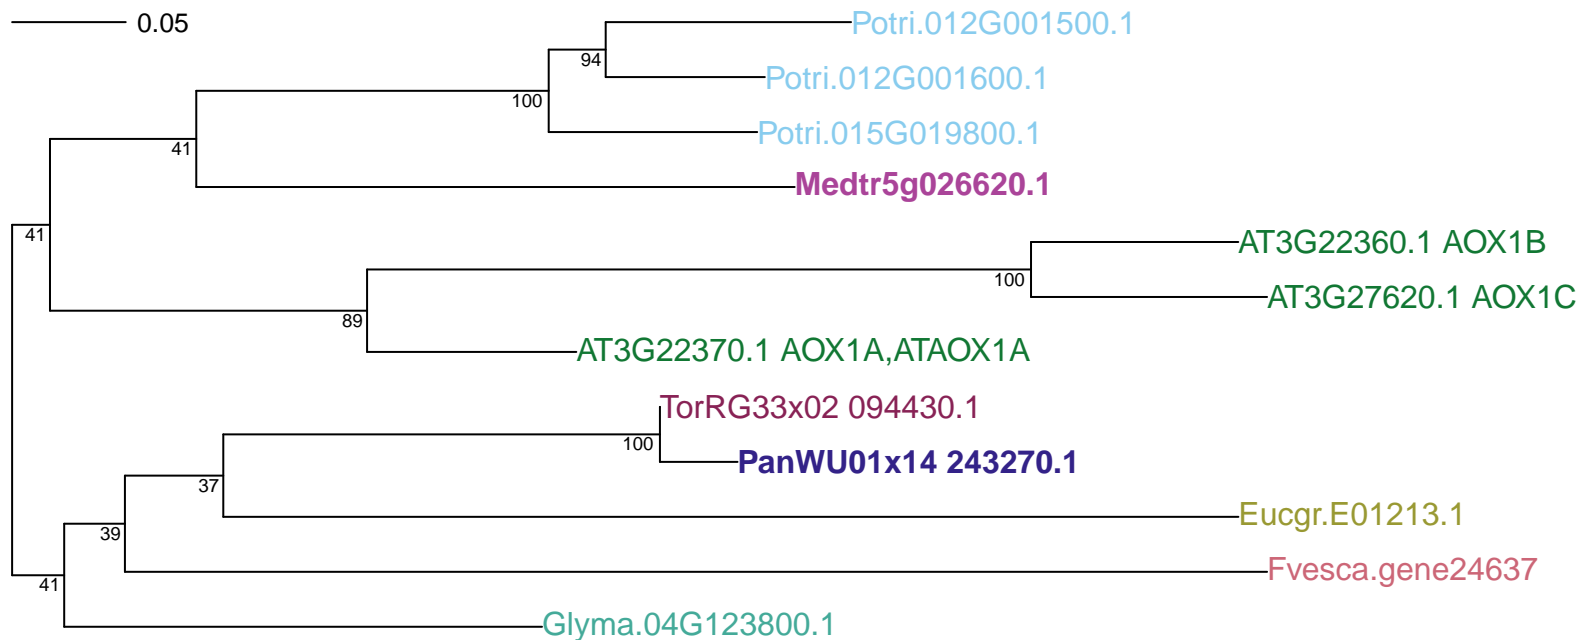 0.05
Potri.012G001500.1
94
Potri.012G001600.1
100
Potri.015G019800.1
41
Medtr5g026620.1
41
AT3G22360.1 AOX1B
100
AT3G27620.1 AOX1C
89
AT3G22370.1 AOX1A,ATAOX1A
TorRG33x02 094430.1
100
PanWU01x14 243270.1
37
Eucgr.E01213.1
39
Fvesca.gene24637
41
Glyma.04G123800.1